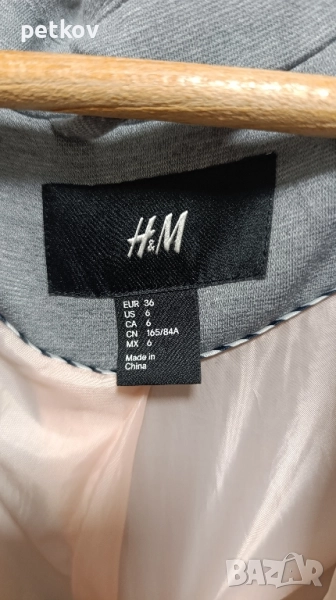 petkov
H&M
EUR 36
US 6
CA 6
CN 165/84A
MX 6
Made in
China
BAZAR